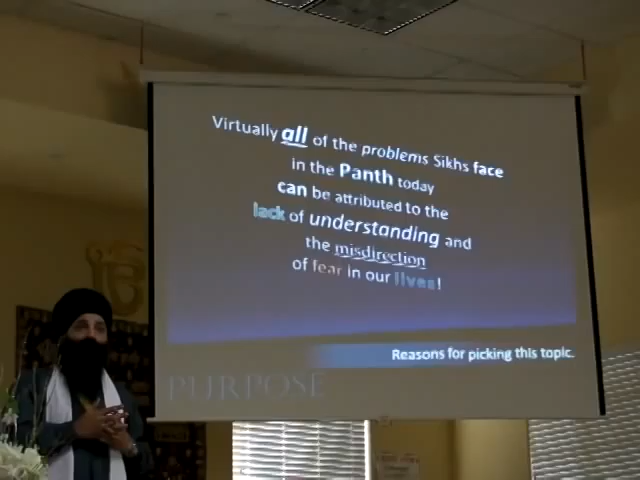 Virtually all of the problems Sikhs face
in the Panth today
can be attributed to the
lack of understanding and
the misdirection
of fear in our lives!
Reasons for picking this topic.
PURPOSE
ੴ